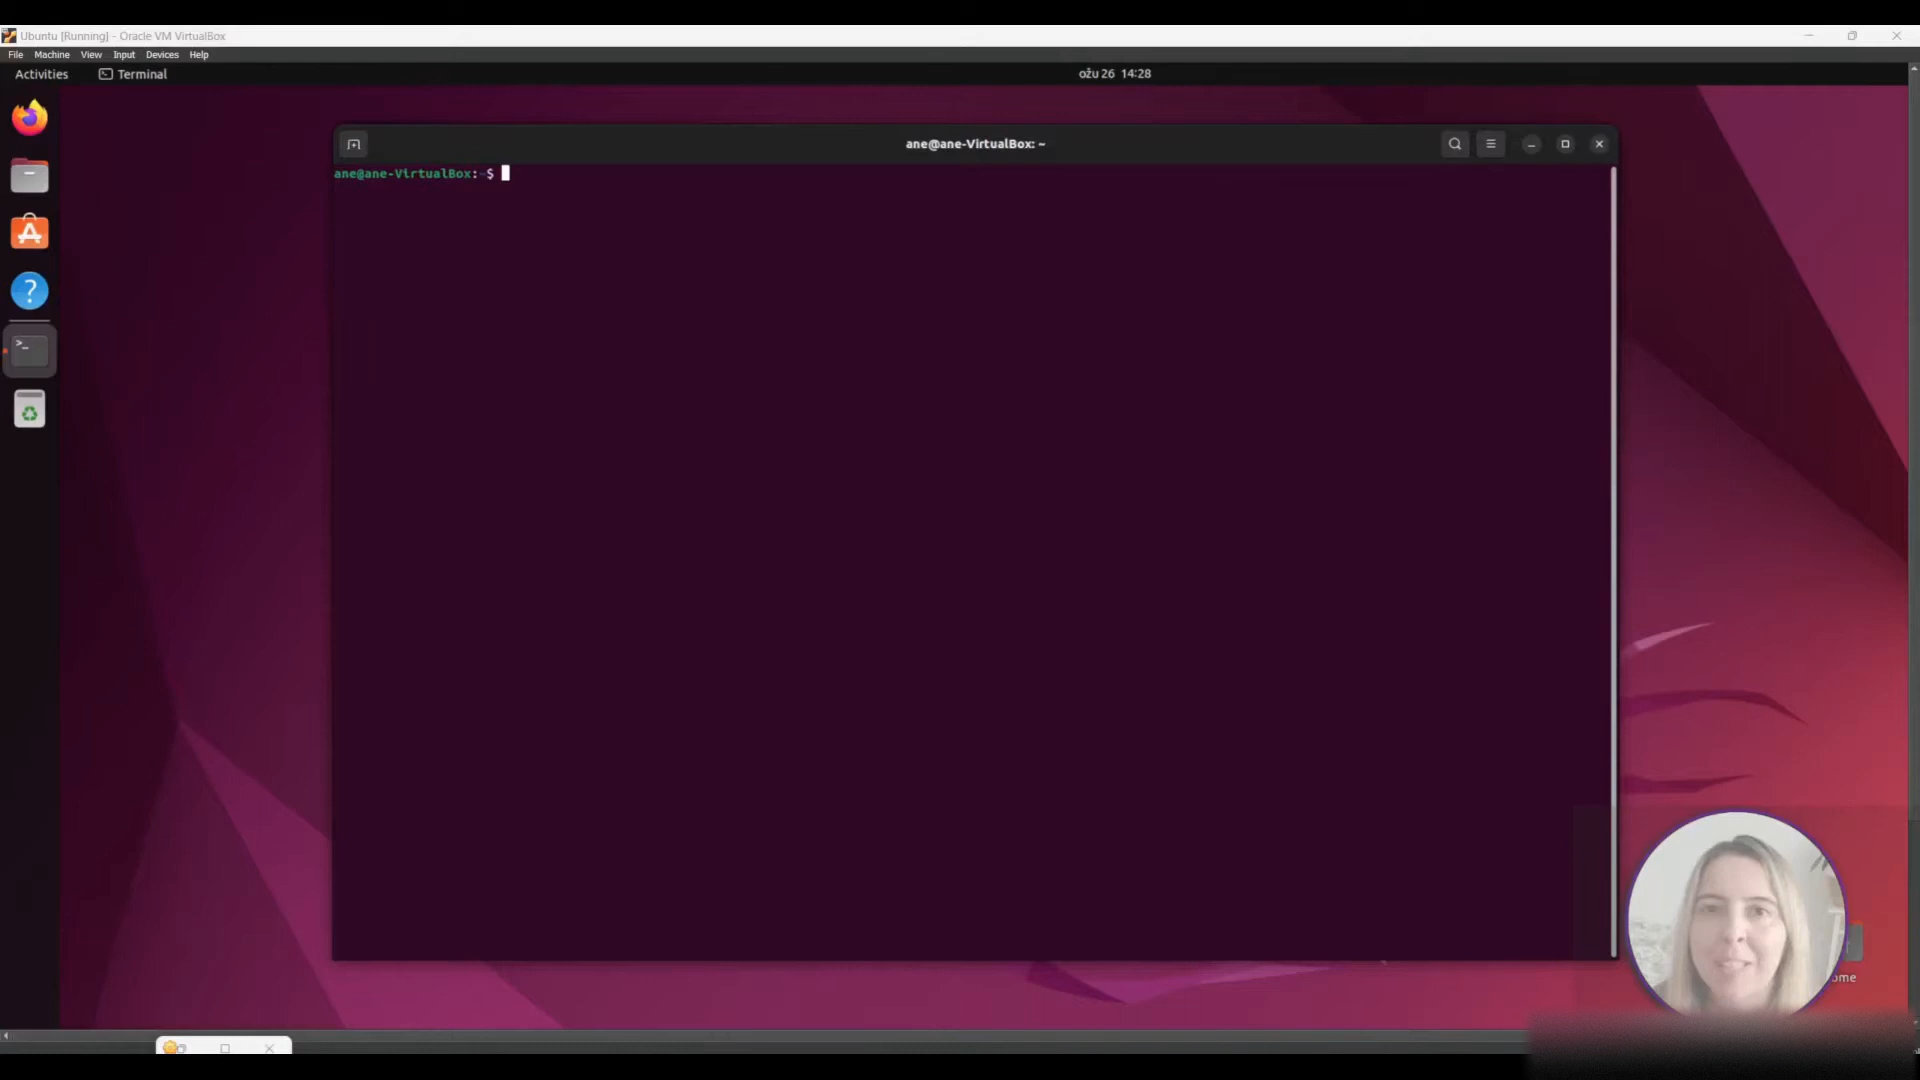 Ubuntu [Running] - Oracle VM VirtualBox
File Machine View Input Devices Help
Activities Terminal ožu 26 14:28
ane@ane-VirtualBox: ~
ane@ane-VirtualBox:~$
ome